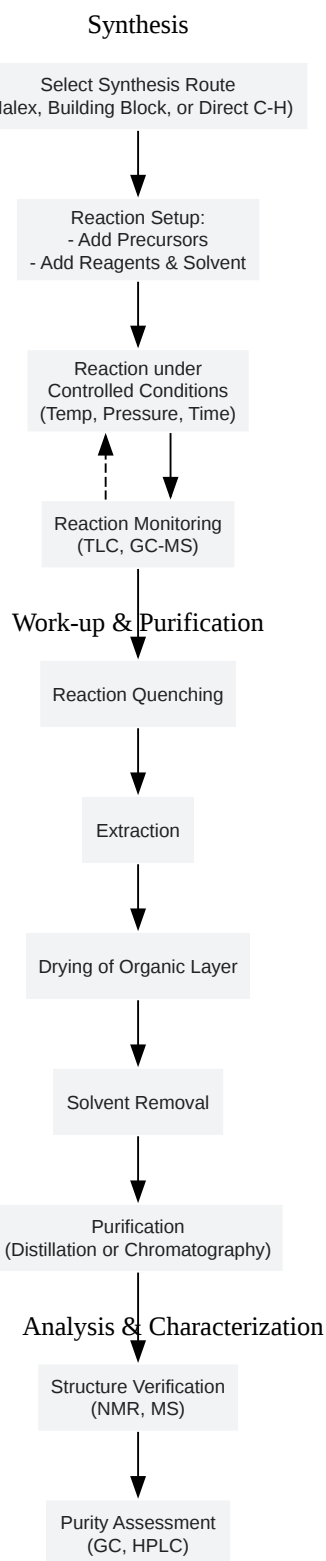 Synthesis
Select Synthesis Route
alex, Building Block, or Direct C-H)
Reaction Setup:
- Add Precursors
- Add Reagents & Solvent
Reaction under
Controlled Conditions
(Temp, Pressure, Time)
Reaction Monitoring
(TLC, GC-MS)
Work-up & Purification
Reaction Quenching
Extraction
Drying of Organic Layer
Solvent Removal
Purification
(Distillation or Chromatography)
Analysis & Characterization
Structure Verification
(NMR, MS)
Purity Assessment
(GC, HPLC)